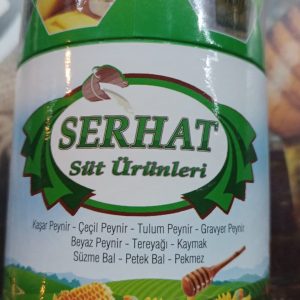 SERHAT
Süt Ürünleri
Kaşar Peynir - Çeçil Peynir - Tulum Peynir - Gravyer Peynir
Beyaz Peynir - Tereyağı - Kaymak
Süzme Bal - Petek Bal - Pekmez